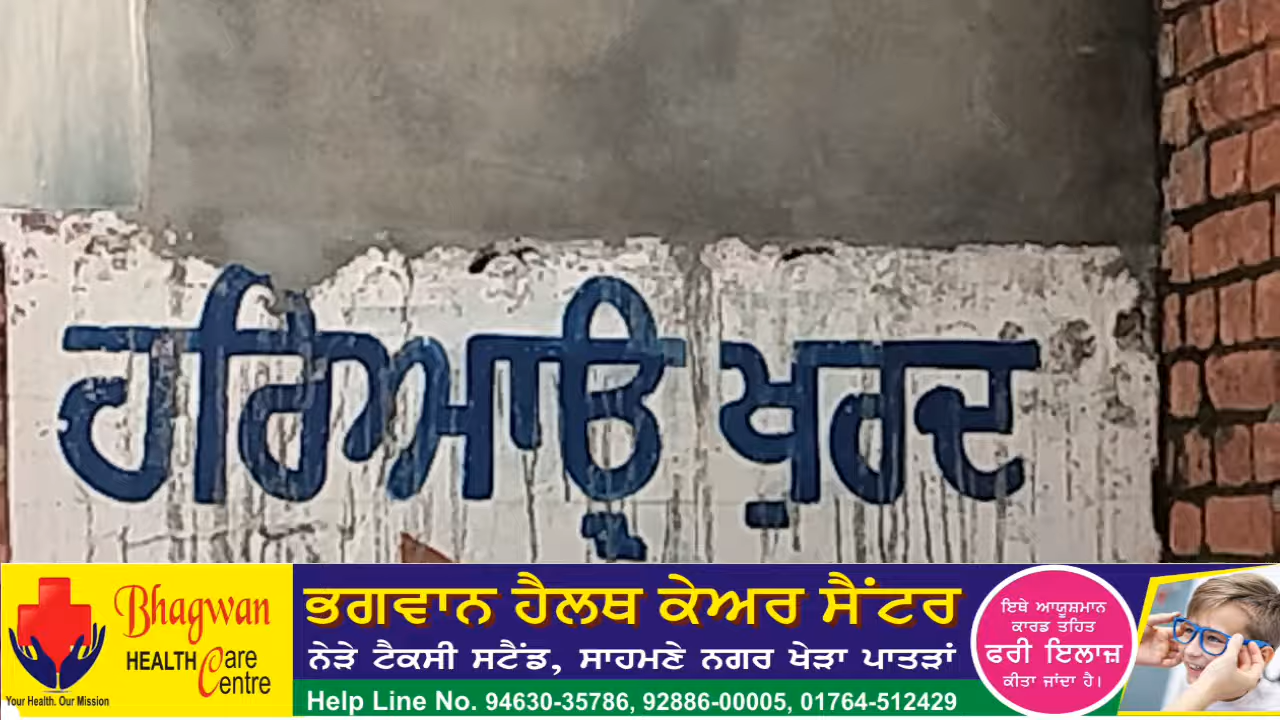 ਹਰਿਆਊ ਖ਼ੁਰਦ
Bhagwan
HEALTH Care
Centre
Your Health. Our Mission
ਭਗਵਾਨ ਹੈਲਥ ਕੇਅਰ ਸੈਂਟਰ
ਨੇੜੇ ਟੈਕਸੀ ਸਟੈਂਡ, ਸਾਹਮਣੇ ਨਗਰ ਖੇੜਾ ਪਾਤੜਾਂ
Help Line No. 94630-35786, 92886-00005, 01764-512429
ਇਥੇ ਆਯੂਸ਼ਮਾਨ
ਕਾਰਡ ਤਹਿਤ
ਫਰੀ ਇਲਾਜ਼
ਕੀਤਾ ਜਾਂਦਾ ਹੈ।